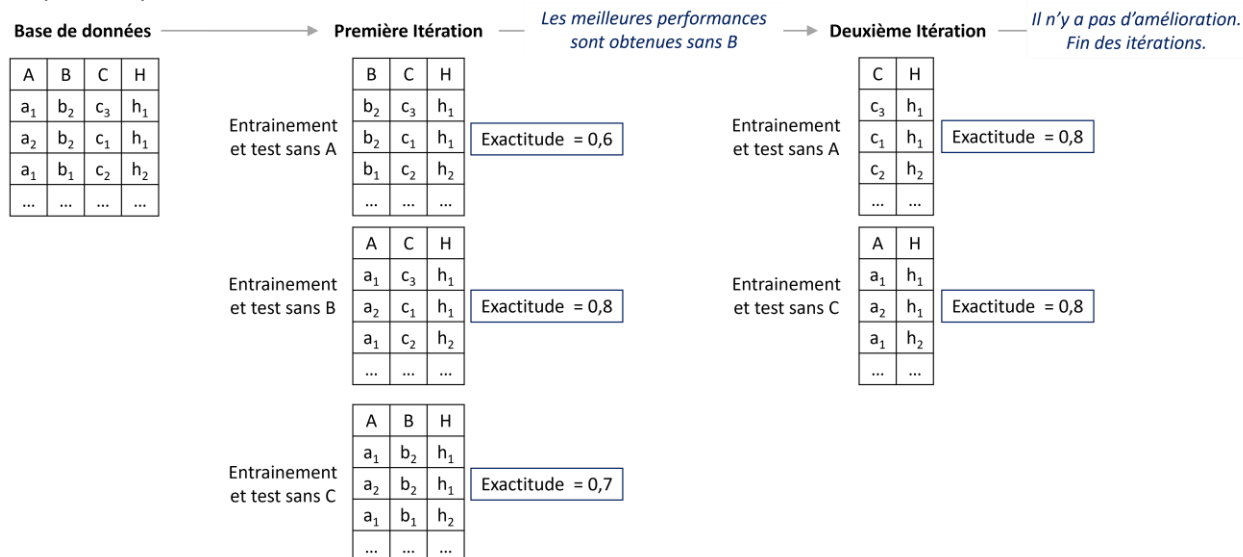 Base de données
Première Itération
Les meilleures performances
sont obtenues sans B
Deuxième Itération
Il n'y a pas d'amélioration.
Fin des itérations.
A B C H
a₁ b₂ c₃ h₁
a₂ b₂ c₁ h₁
a₁ b₁ c₂ h₂
... ... ... ...
Entrainement
et test sans A
B C H
b₂ c₃ h₁
b₂ c₁ h₁
b₁ c₂ h₂
... ... ...
Exactitude = 0,6
Entrainement
et test sans B
A C H
a₁ c₃ h₁
a₂ c₁ h₁
a₁ c₂ h₂
... ... ...
Exactitude = 0,8
Entrainement
et test sans C
A B H
a₁ b₂ h₁
a₂ b₂ h₁
a₁ b₁ h₂
... ... ...
Exactitude = 0,7
Entrainement
et test sans A
C H
c₃ h₁
c₁ h₁
c₂ h₂
... ...
Exactitude = 0,8
Entrainement
et test sans C
A H
a₁ h₁
a₂ h₁
a₁ h₂
... ...
Exactitude = 0,8